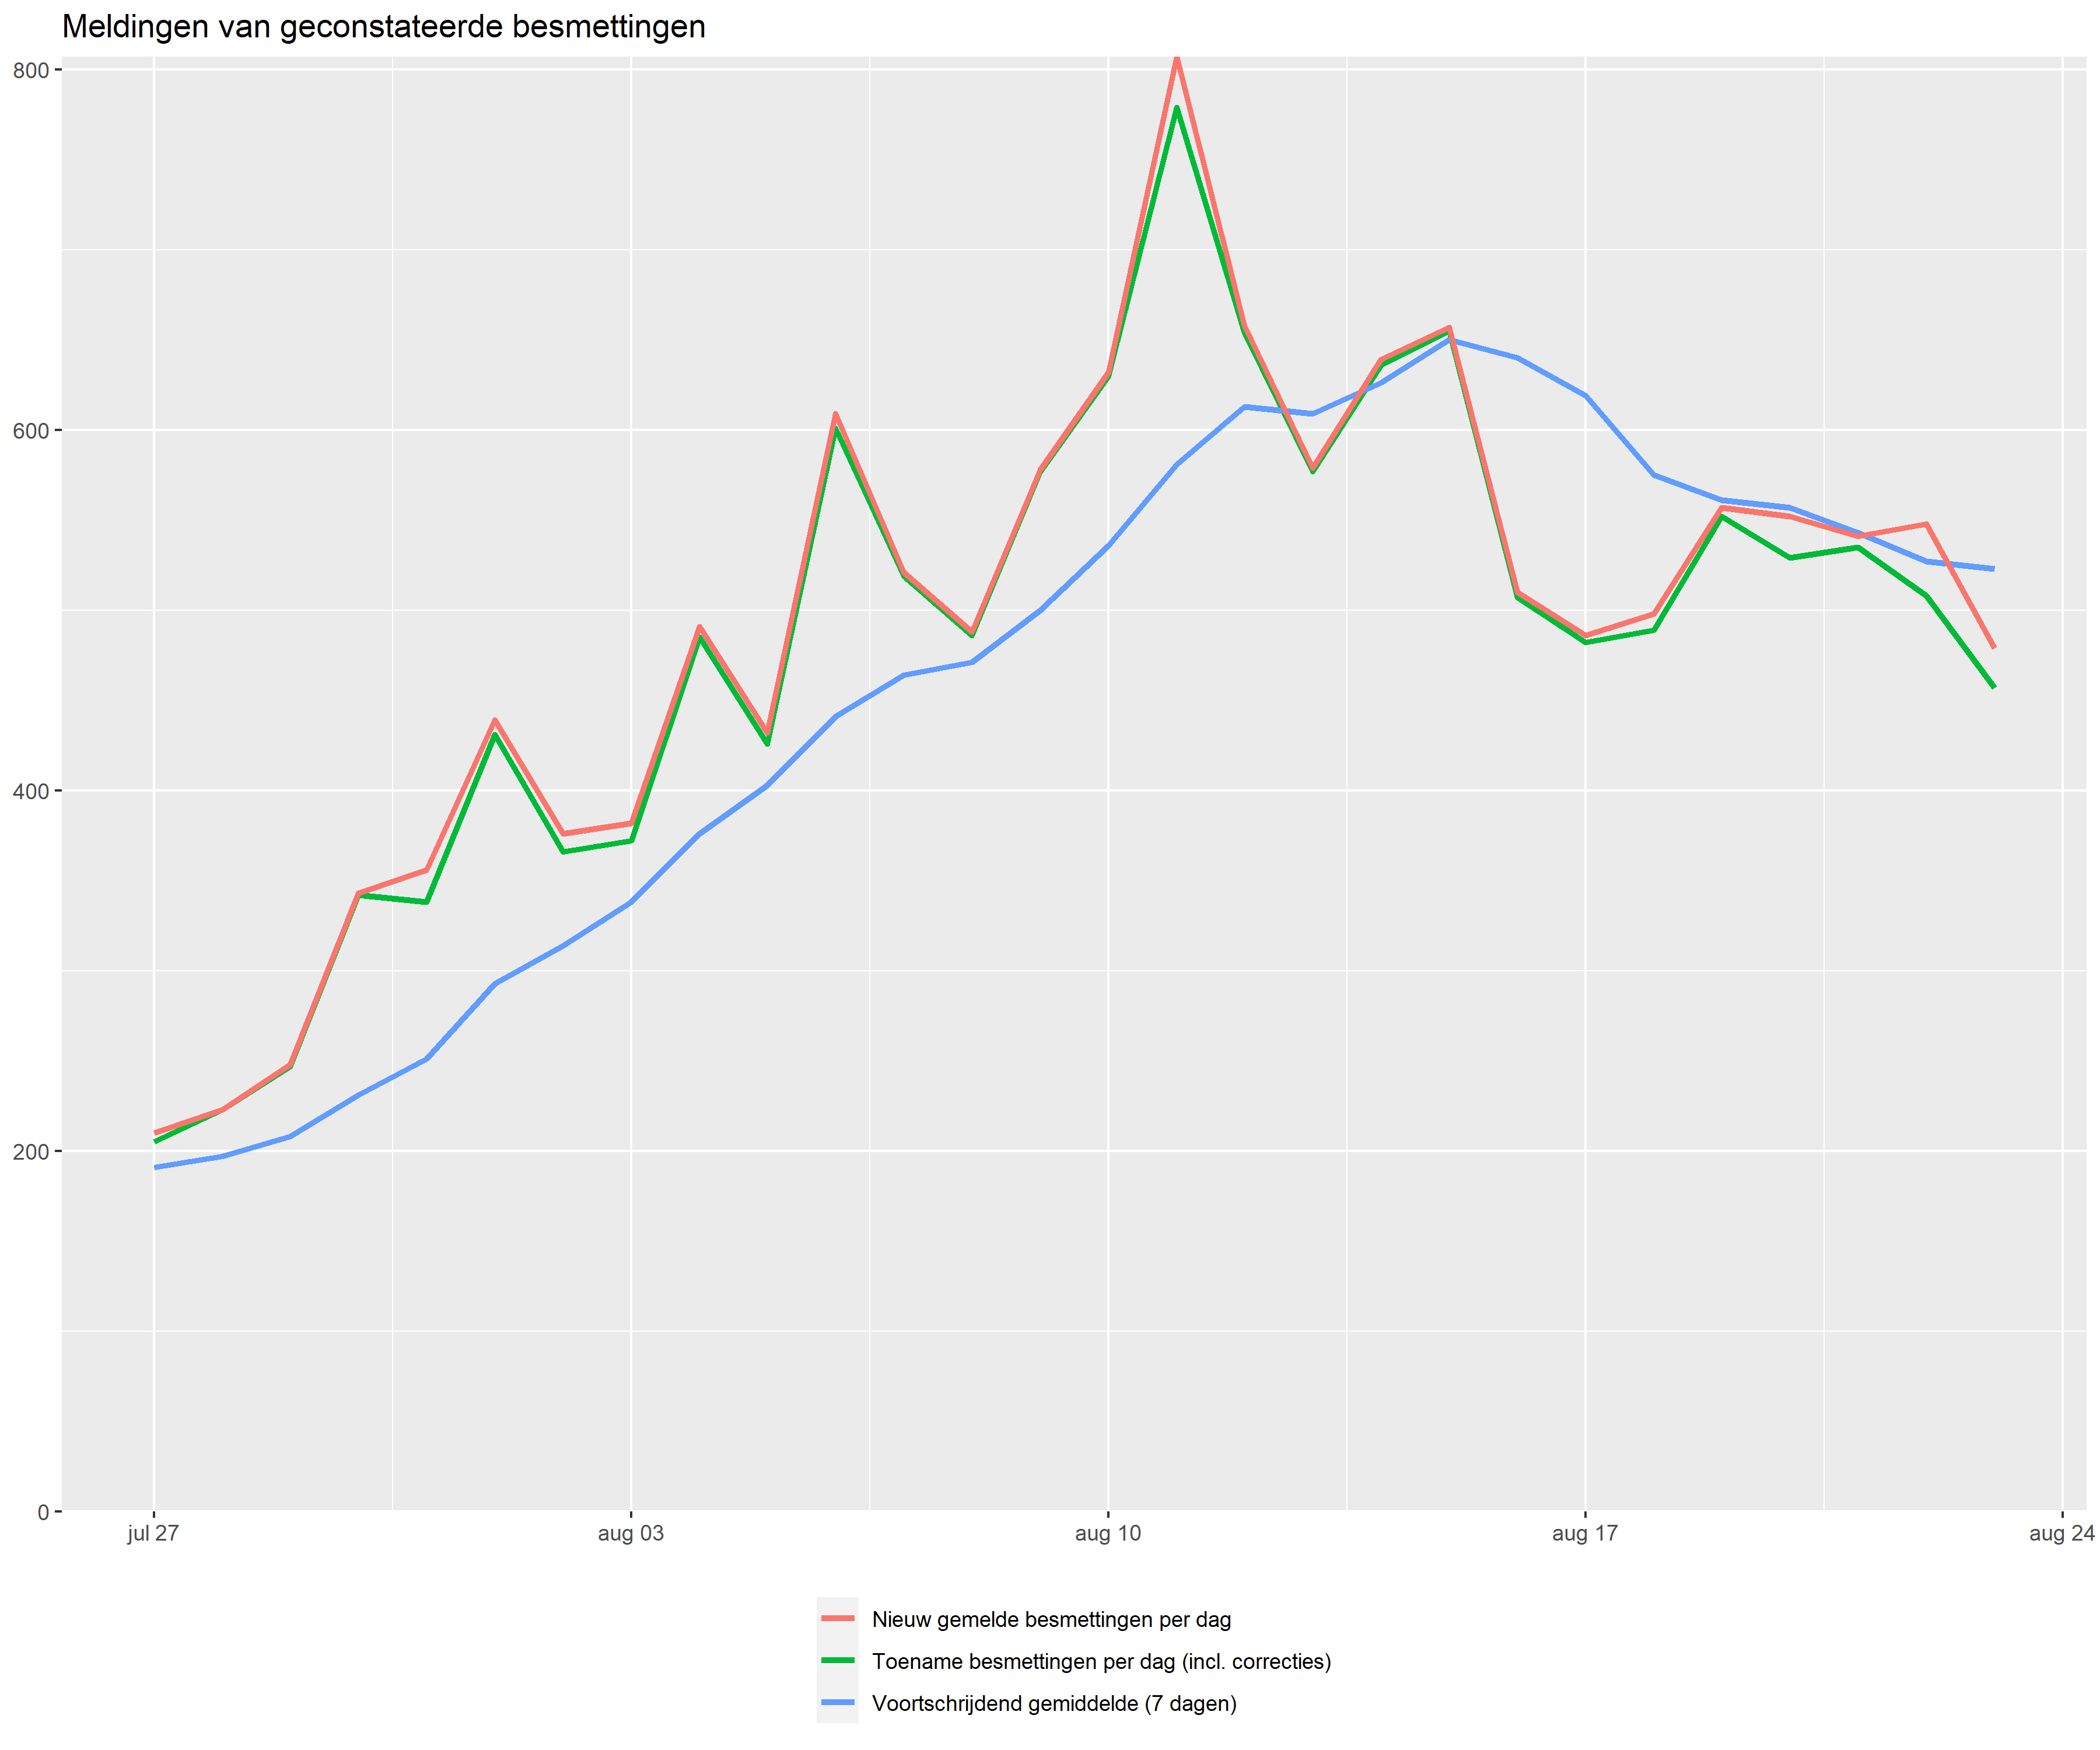 Meldingen van geconstateerde besmettingen
800
600
400
200
0
jul 27 aug 03 aug 10 aug 17 aug 24
Nieuw gemelde besmettingen per dag
Toename besmettingen per dag (incl. correcties)
Voortschrijdend gemiddelde (7 dagen)